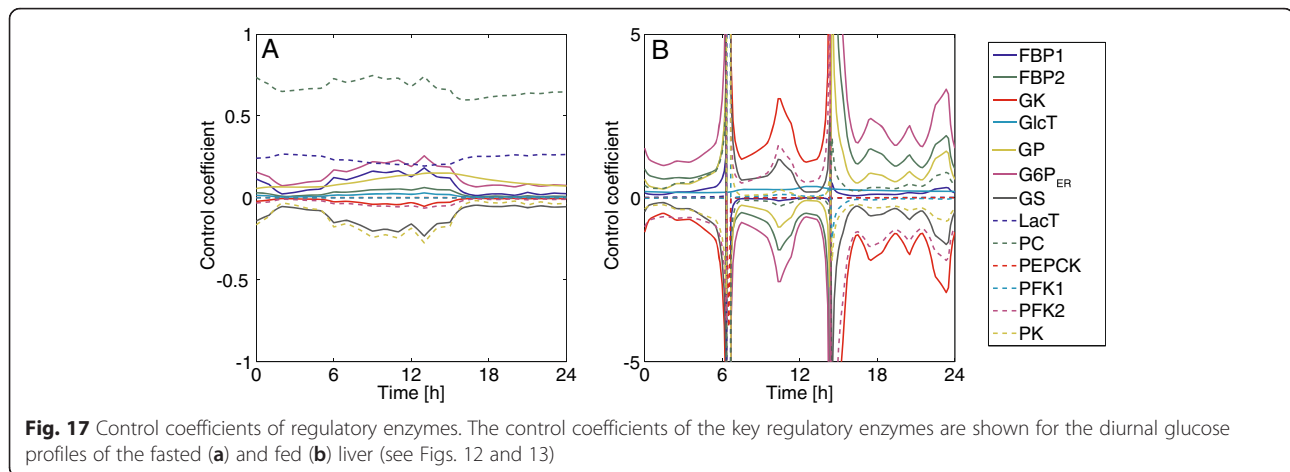 A
Control coefficient
1
0.5
0
-0.5
-1
0
6
12
18
24
Time [h]
B
Control coefficient
5
0
-5
0
6
12
18
24
Time [h]
FBP1
FBP2
GK
GlcT
GP
G6P_ER
GS
LacT
PC
PEPCK
PFK1
PFK2
PK
Fig. 17 Control coefficients of regulatory enzymes. The control coefficients of the key regulatory enzymes are shown for the diurnal glucose
profiles of the fasted (a) and fed (b) liver (see Figs. 12 and 13)